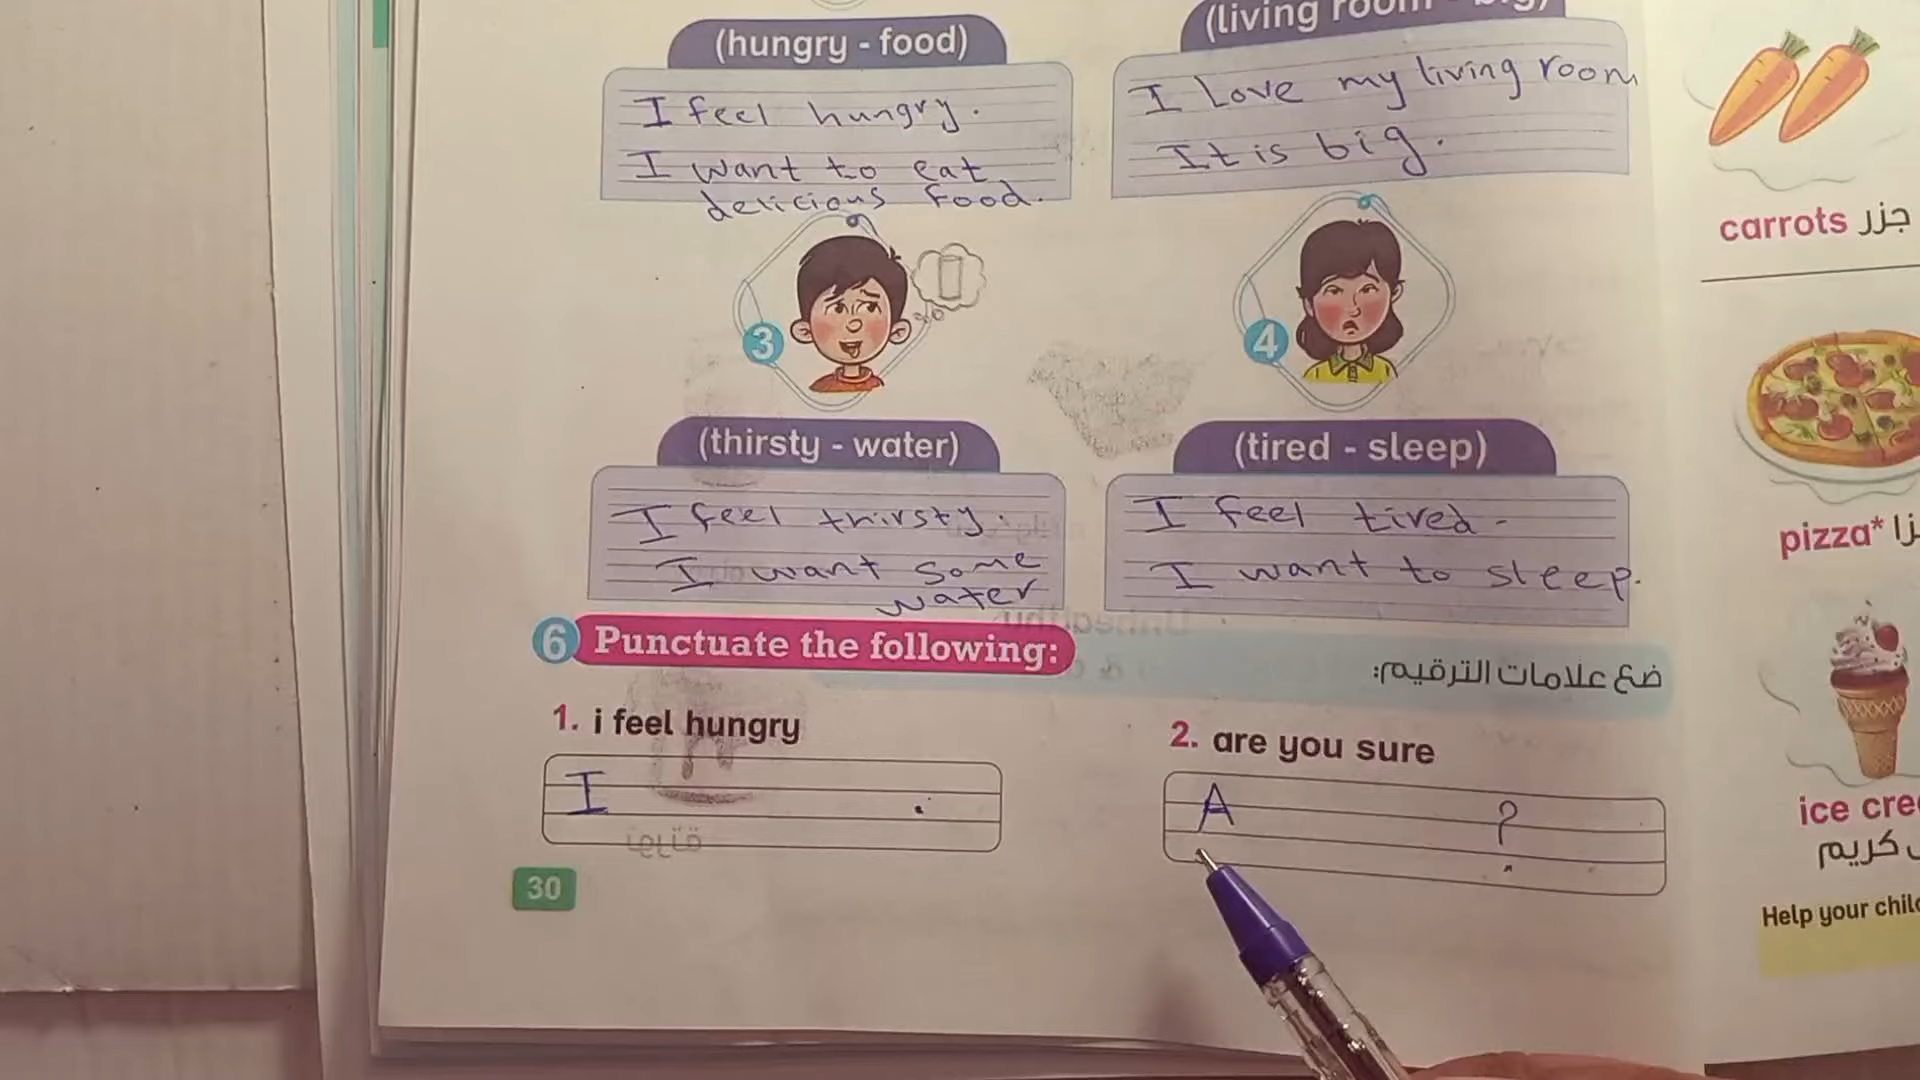 (hungry - food)
I feel hungry.
I want to eat
delicious food.
(living room - big)
I Love my living room
It is big.
carrots جزر
3
4
(thirsty - water)
I feel thirsty.
I want some
water
(tired - sleep)
I feel tired.
I want to sleep.
pizza*
6 Punctuate the following:
ضع علامات الترقيم:
1. i feel hungry
I .
2. are you sure
A ?
ice cre
كريم
30
Help your chil